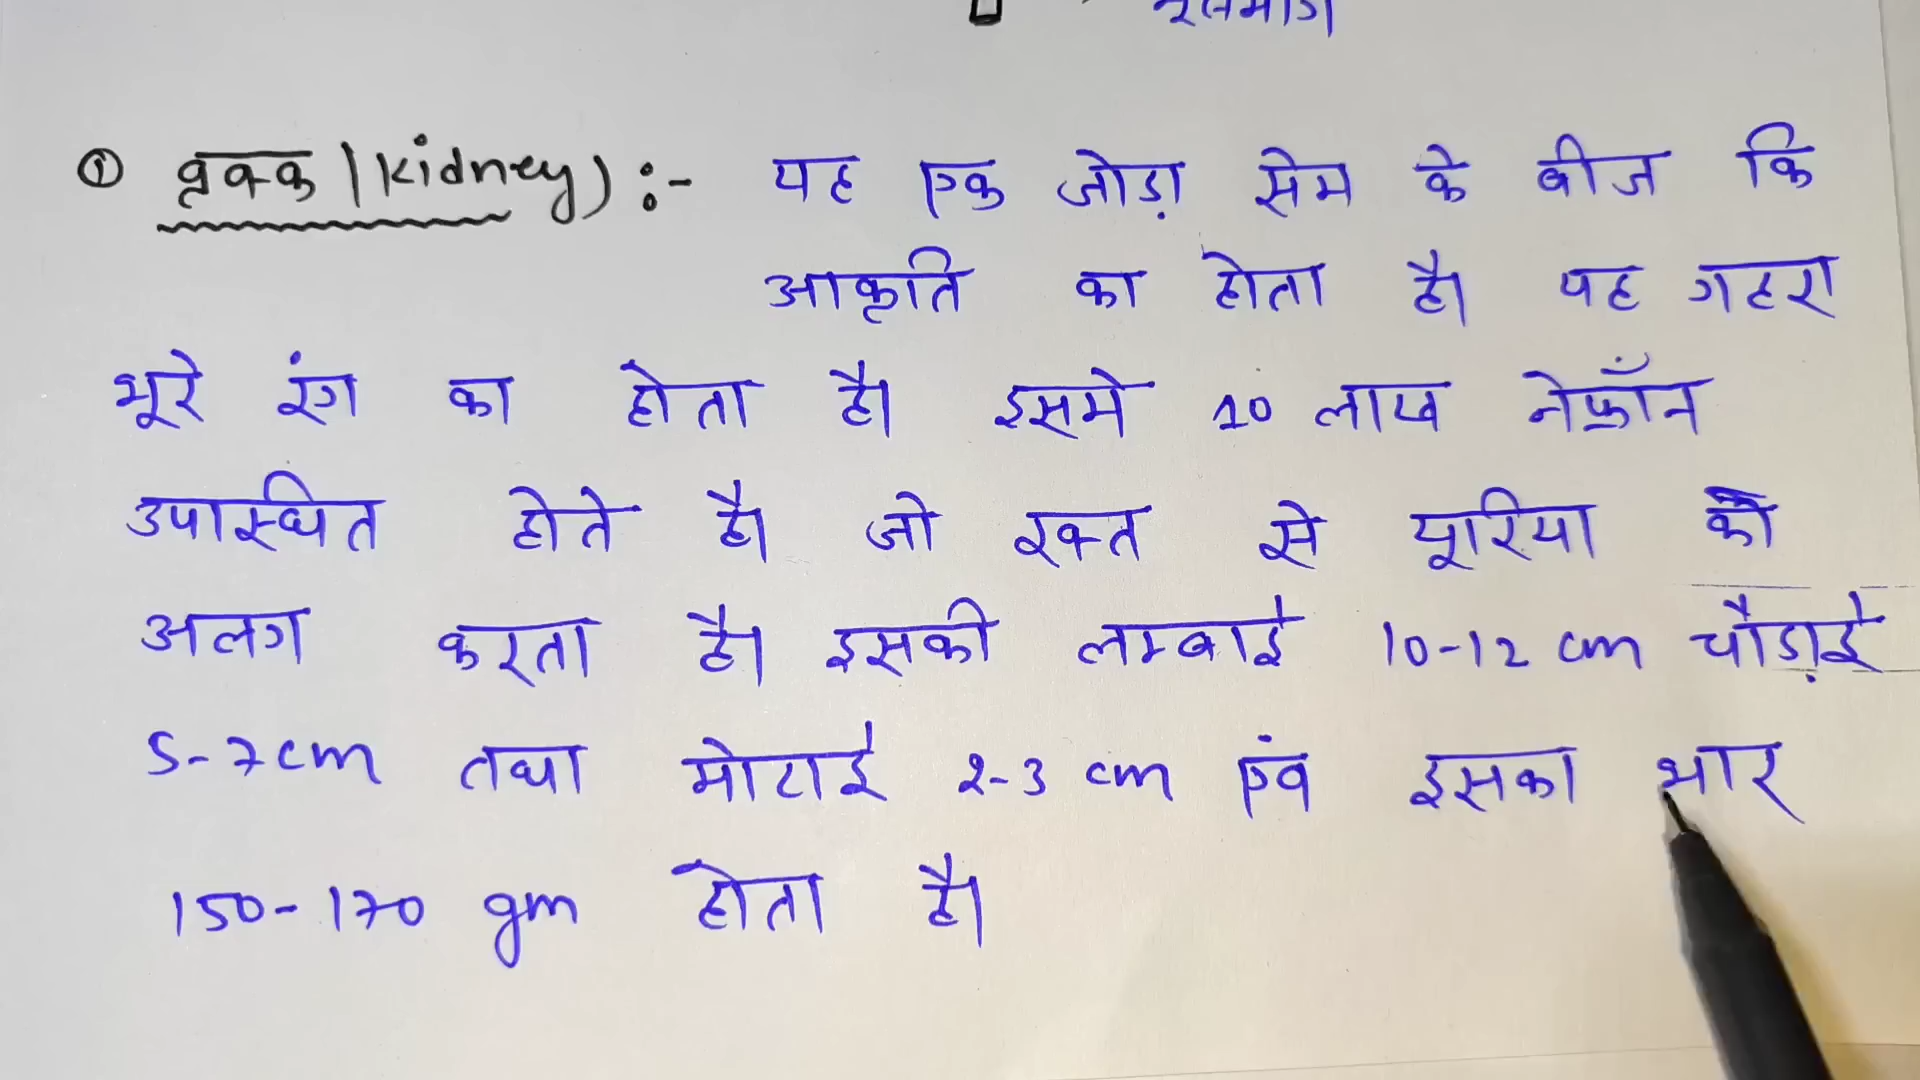 मूत्रमार्ग
① वृक्क (Kidney) :- यह एक जोड़ा सेम के बीज कि
आकृति का होता है। यह गहरा
भूरे रंग का होता है। इसमे 10 लाख नेफ्रॉन
उपास्थित होते है। जो रक्त से यूरिया को
अलग करता है। इसकी लम्बाई 10-12 cm चौड़ाई
5-7cm तथा मोटाई 2-3 cm एंव इसका भार
150-170 gm होता है।